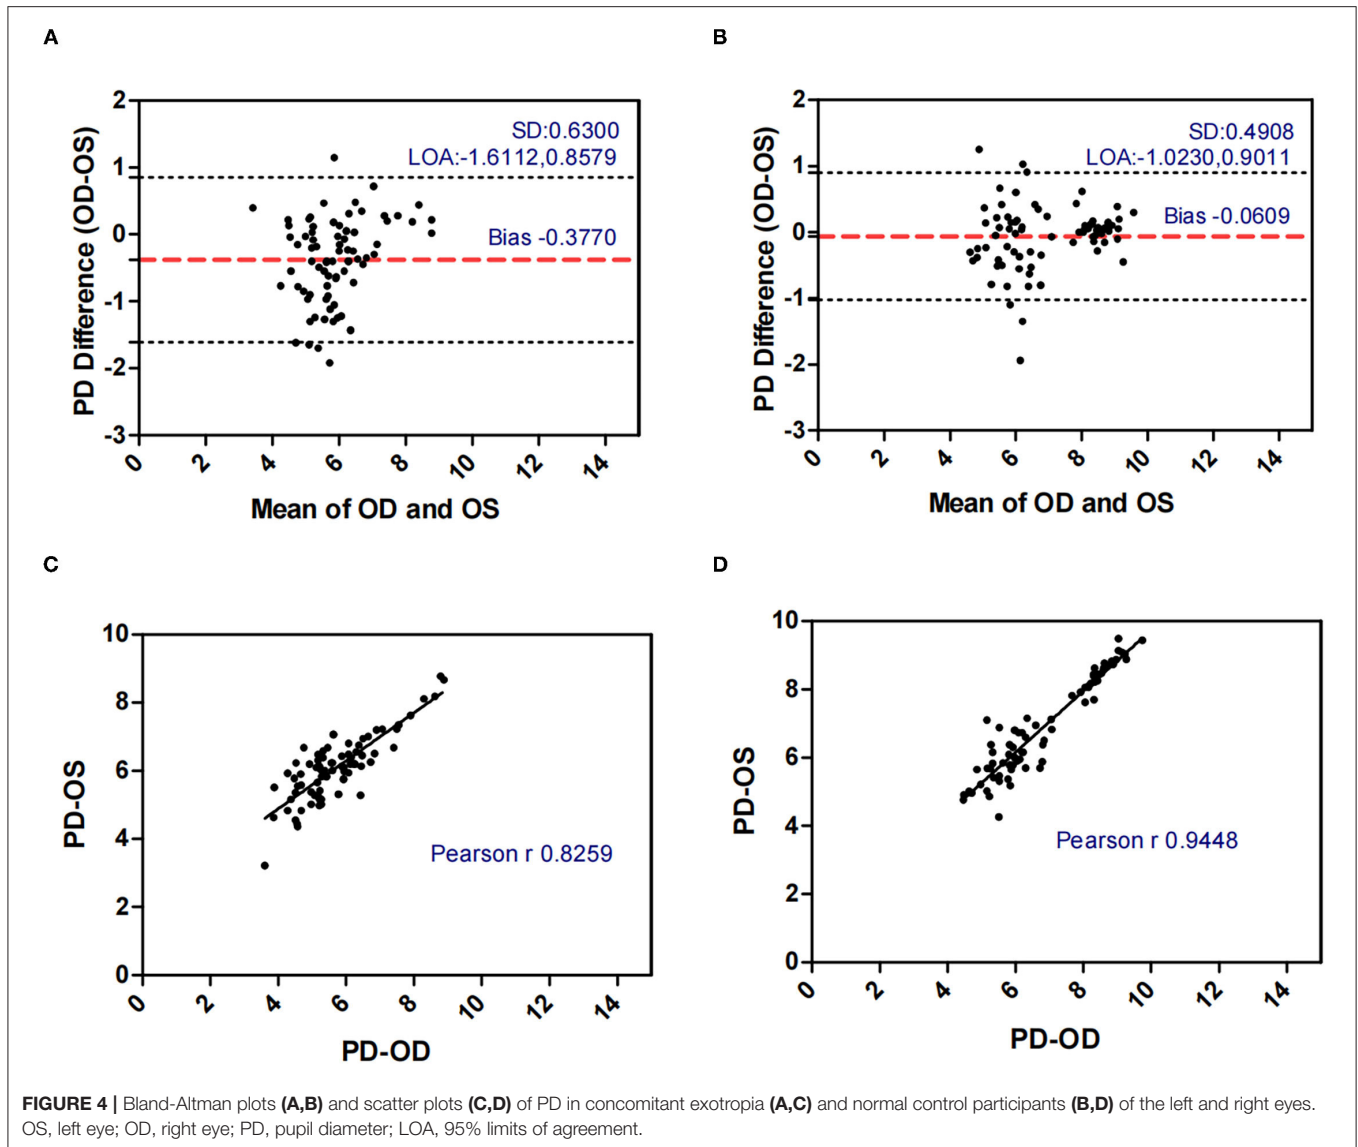 A
PD Difference (OD-OS)
2
1
0
-1
-2
-3
SD:0.6300
LOA:-1.6112,0.8579
Bias -0.3770
0 2 4 6 8 10 12 14
Mean of OD and OS
B
PD Difference (OD-OS)
2
1
0
-1
-2
-3
SD:0.4908
LOA:-1.0230,0.9011
Bias -0.0609
0 2 4 6 8 10 12 14
Mean of OD and OS
C
PD-OS
10
8
6
4
2
0
Pearson r 0.8259
0 2 4 6 8 10 12 14
PD-OD
D
PD-OS
10
8
6
4
2
0
Pearson r 0.9448
0 2 4 6 8 10 12 14
PD-OD
FIGURE 4 | Bland-Altman plots (A,B) and scatter plots (C,D) of PD in concomitant exotropia (A,C) and normal control participants (B,D) of the left and right eyes.
OS, left eye; OD, right eye; PD, pupil diameter; LOA, 95% limits of agreement.